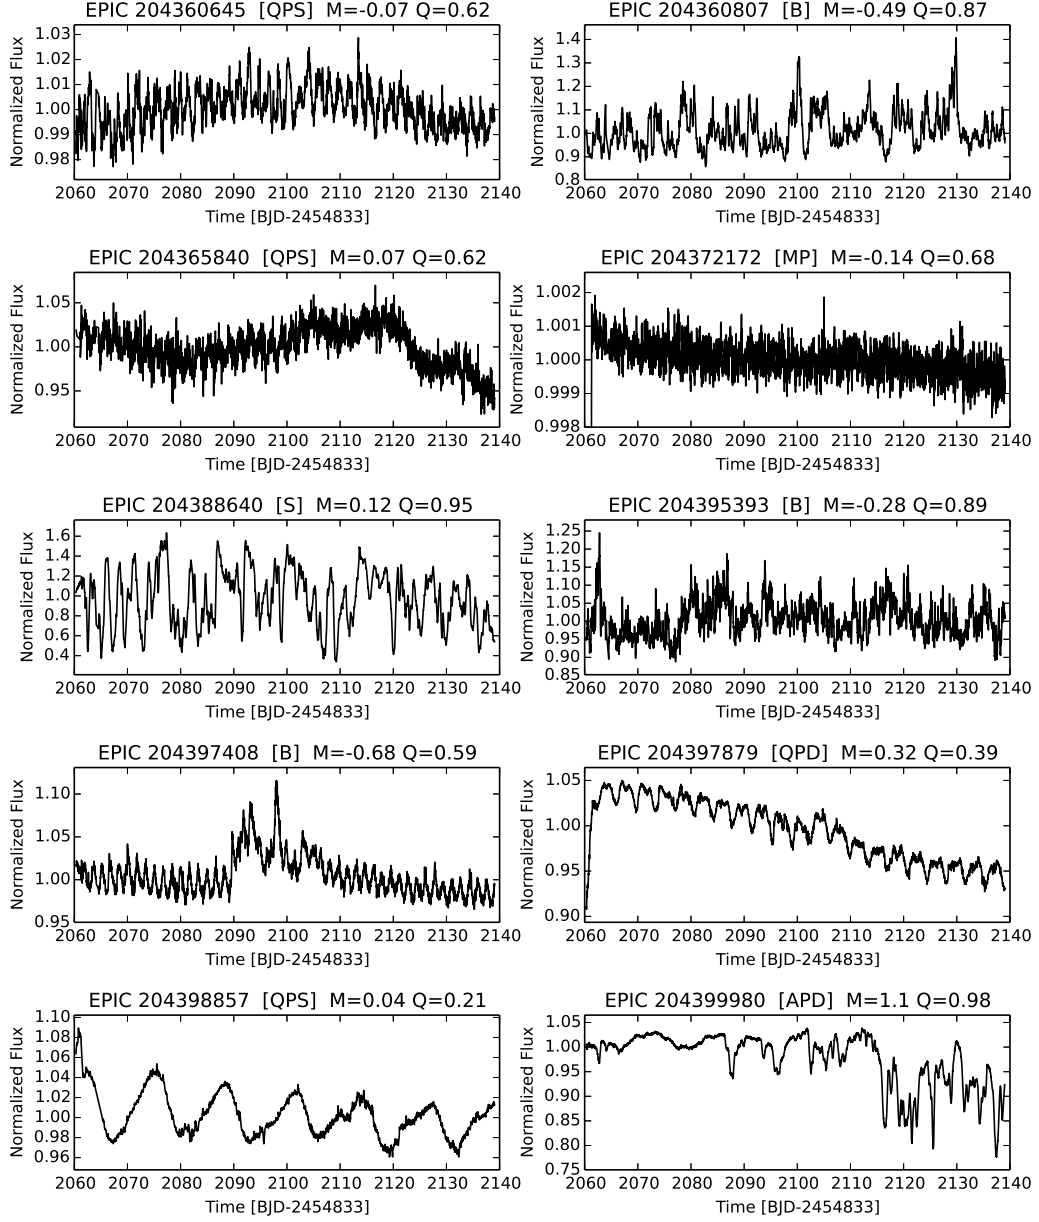 EPIC 204360645 [QPS] M=-0.07 Q=0.62
Normalized Flux
1.03
1.02
1.01
1.00
0.99
0.98
2060 2070 2080 2090 2100 2110 2120 2130 2140
Time [BJD-2454833]
EPIC 204360807 [B] M=-0.49 Q=0.87
Normalized Flux
1.4
1.3
1.2
1.1
1.0
0.9
0.8
2060 2070 2080 2090 2100 2110 2120 2130 2140
Time [BJD-2454833]
EPIC 204365840 [QPS] M=0.07 Q=0.62
Normalized Flux
1.05
1.00
0.95
2060 2070 2080 2090 2100 2110 2120 2130 2140
Time [BJD-2454833]
EPIC 204372172 [MP] M=-0.14 Q=0.68
Normalized Flux
1.002
1.001
1.000
0.999
0.998
2060 2070 2080 2090 2100 2110 2120 2130 2140
Time [BJD-2454833]
EPIC 204388640 [S] M=0.12 Q=0.95
Normalized Flux
1.6
1.4
1.2
1.0
0.8
0.6
0.4
2060 2070 2080 2090 2100 2110 2120 2130 2140
Time [BJD-2454833]
EPIC 204395393 [B] M=-0.28 Q=0.89
Normalized Flux
1.25
1.20
1.15
1.10
1.05
1.00
0.95
0.90
0.85
2060 2070 2080 2090 2100 2110 2120 2130 2140
Time [BJD-2454833]
EPIC 204397408 [B] M=-0.68 Q=0.59
Normalized Flux
1.10
1.05
1.00
0.95
2060 2070 2080 2090 2100 2110 2120 2130 2140
Time [BJD-2454833]
EPIC 204397879 [QPD] M=0.32 Q=0.39
Normalized Flux
1.05
1.00
0.95
0.90
2060 2070 2080 2090 2100 2110 2120 2130 2140
Time [BJD-2454833]
EPIC 204398857 [QPS] M=0.04 Q=0.21
Normalized Flux
1.10
1.08
1.06
1.04
1.02
1.00
0.98
0.96
2060 2070 2080 2090 2100 2110 2120 2130 2140
Time [BJD-2454833]
EPIC 204399980 [APD] M=1.1 Q=0.98
Normalized Flux
1.05
1.00
0.95
0.90
0.85
0.80
0.75
2060 2070 2080 2090 2100 2110 2120 2130 2140
Time [BJD-2454833]